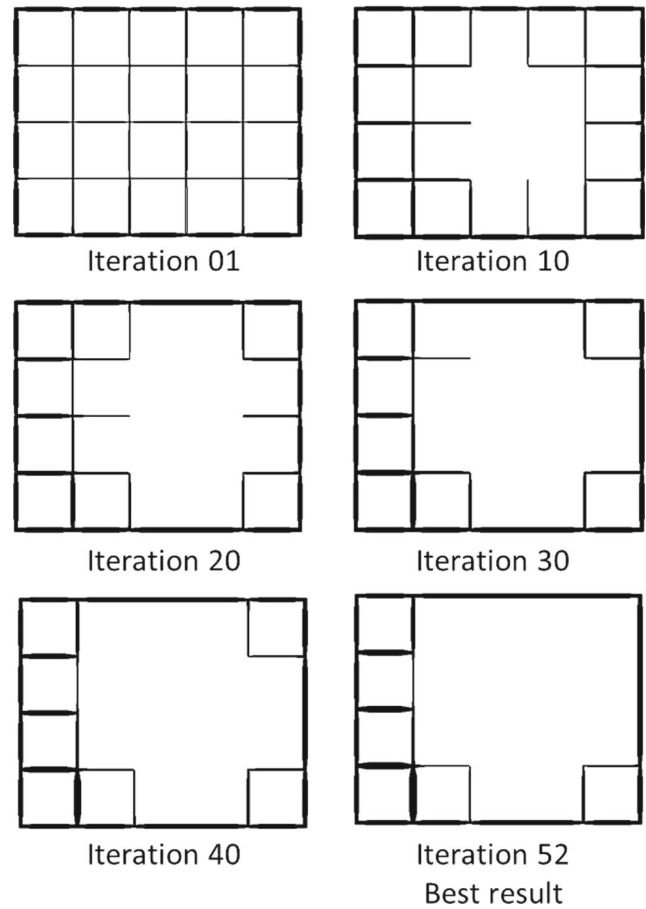 Iteration 01
Iteration 10
Iteration 20
Iteration 30
Iteration 40
Iteration 52
Best result